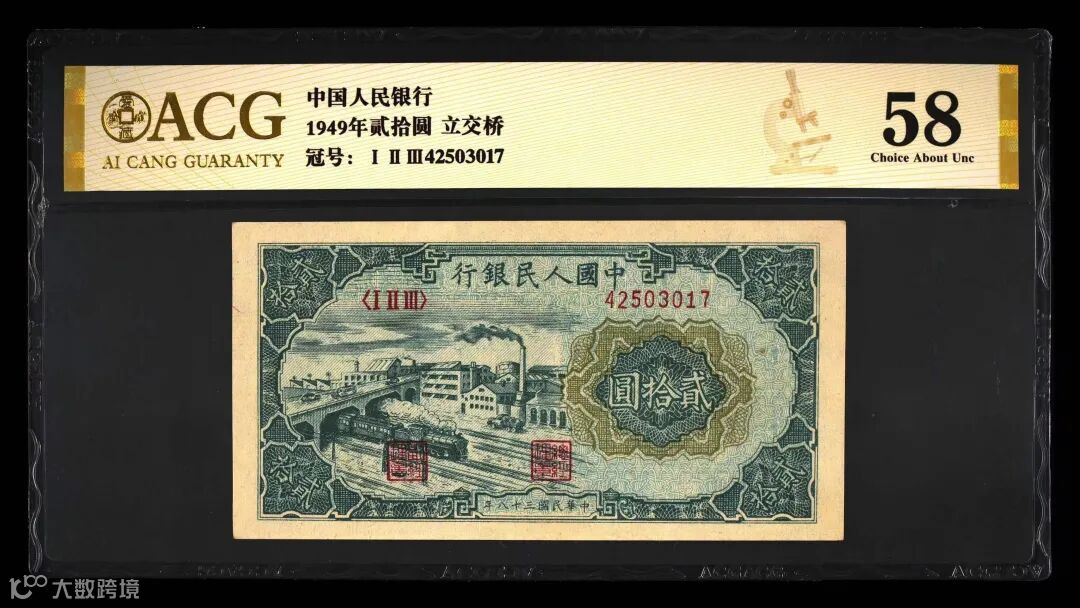 ACG
AI CANG GUARANTY
中国人民银行
1949年贰拾圆 立交桥
冠号：ⅠⅡⅢ42503017
58
Choice About Unc
行銀民人國中
〈ⅠⅡⅢ〉
42503017
圓拾貳
年八十三國民華中
大数跨境